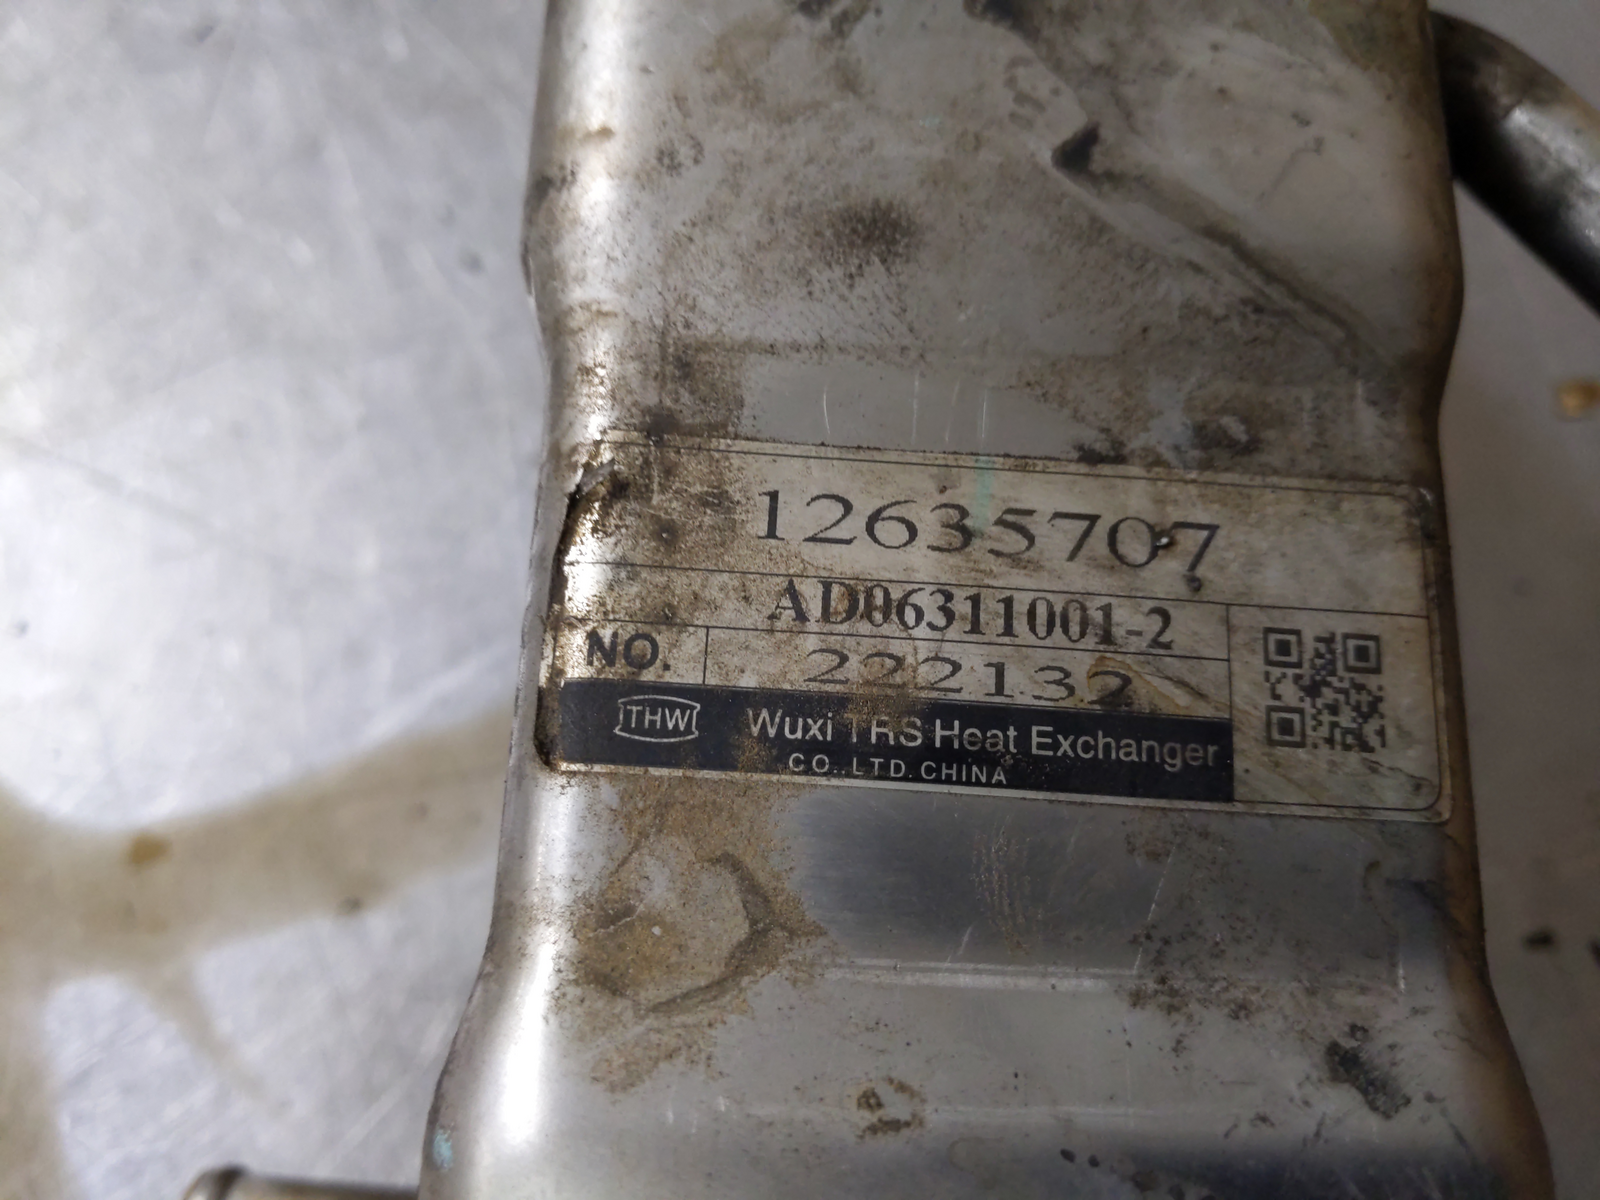 12635707
AD06311001-2
NO. 222132
THW Wuxi TRS Heat Exchanger
CO.,LTD.CHINA